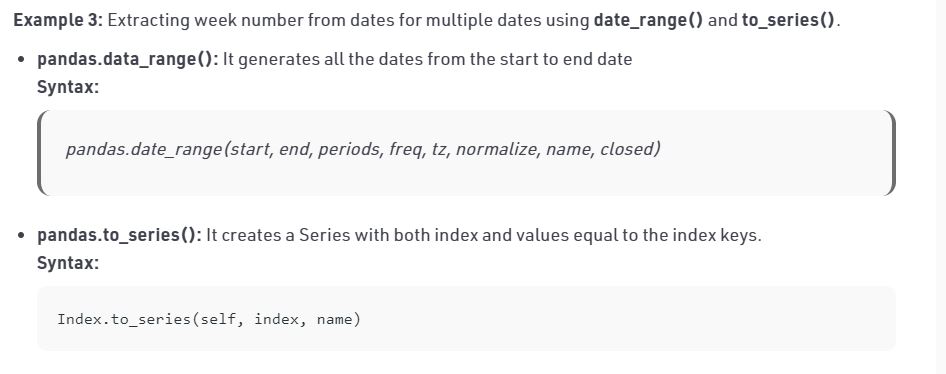 Example 3: Extracting week number from dates for multiple dates using date_range() and to_series().
pandas.data_range(): It generates all the dates from the start to end date
Syntax:
pandas.date_range(start, end, periods, freq, tz, normalize, name, closed)
pandas.to_series(): It creates a Series with both index and values equal to the index keys.
Syntax:
Index.to_series(self, index, name)